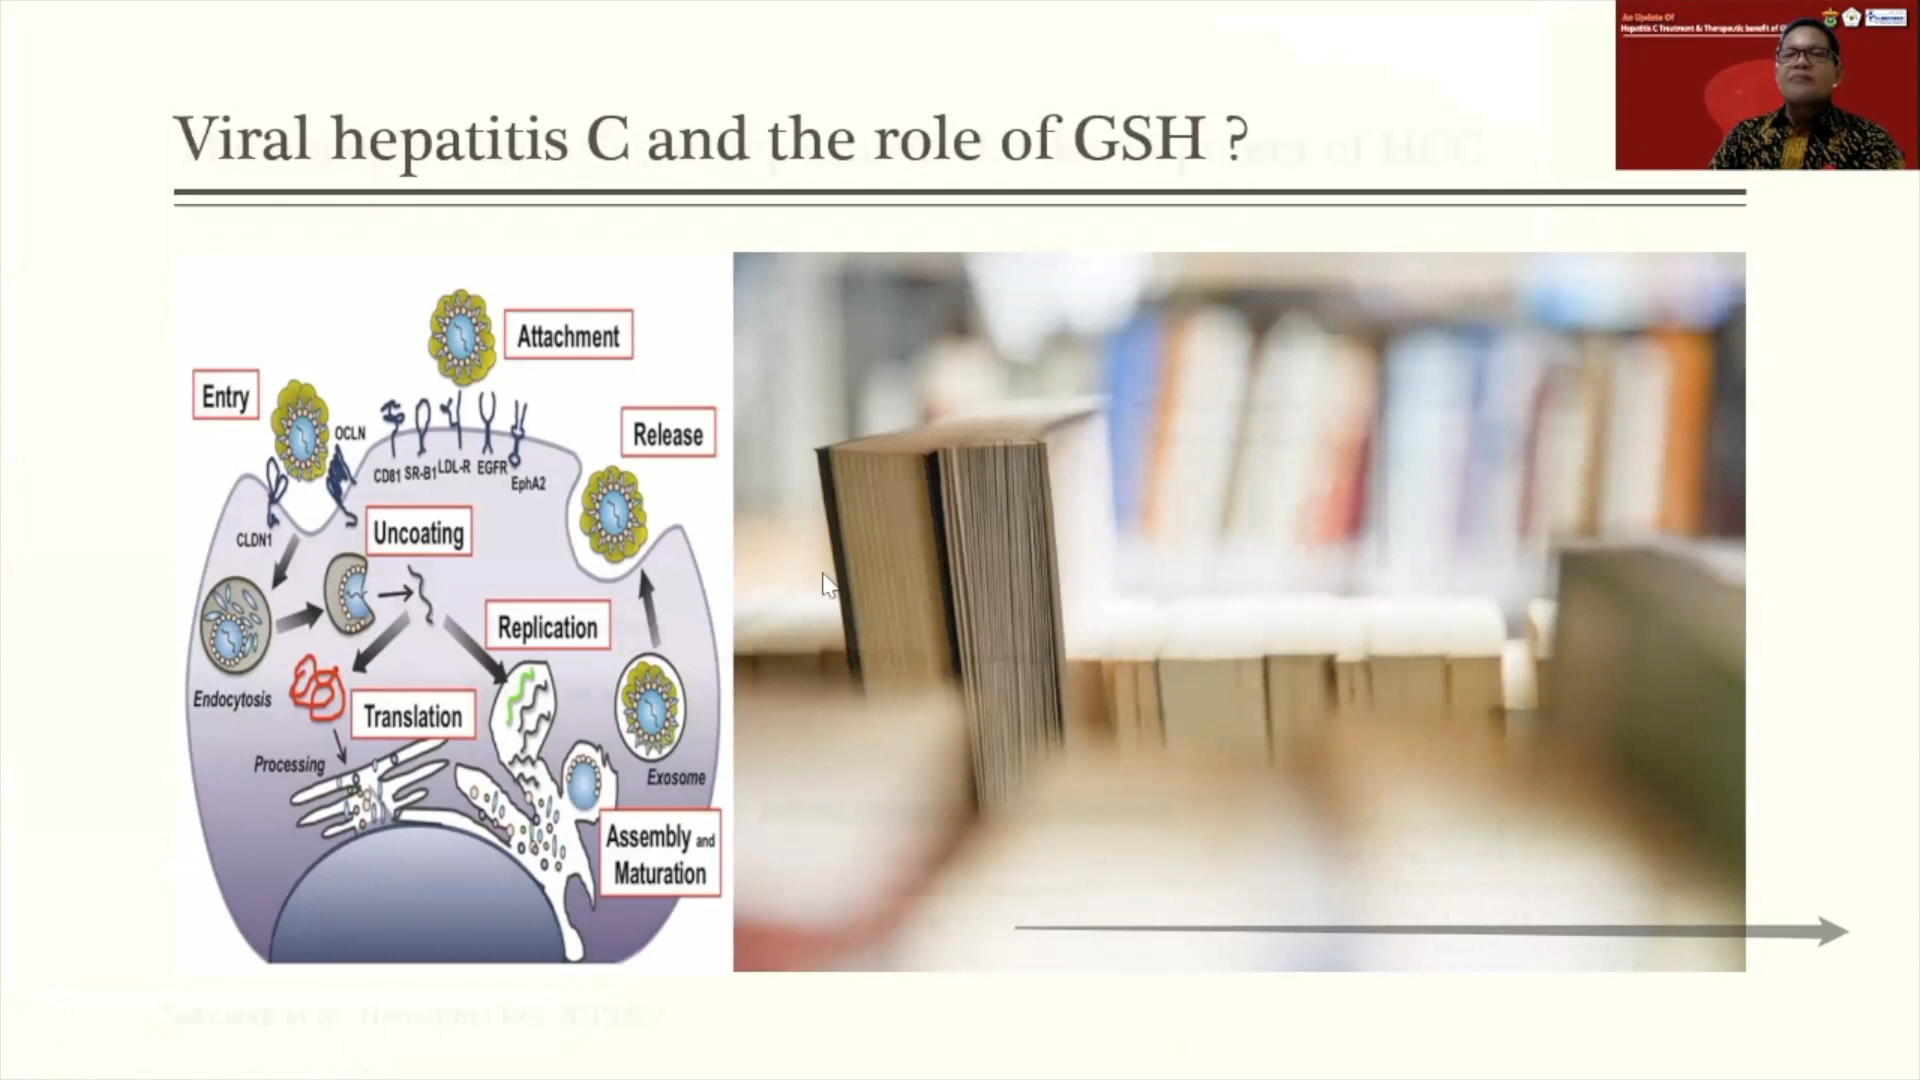 An Update Of
Hepatitis C Treatment & Therapeutic benefit of
Viral hepatitis C and the role of GSH ?
Attachment
Entry
Release
OCLN
CD81 SR-B1 LDL-R EGFR
EphA2
Uncoating
CLDN1
Replication
Endocytosis
Translation
Processing
Exosome
Assembly and
Maturation